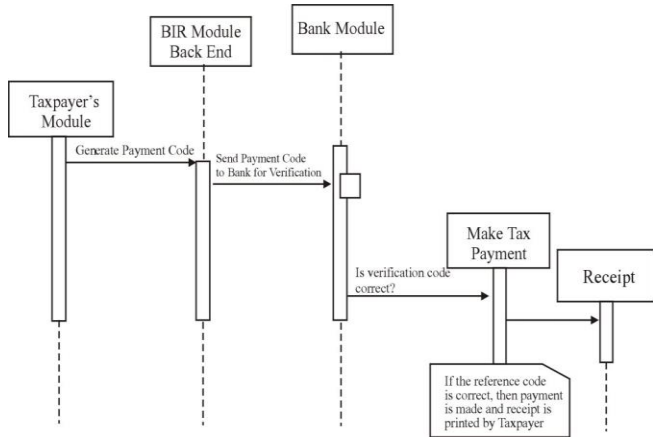 BIR Module
Back End
Bank Module
Taxpayer's
Module
Generate Payment Code
Send Payment Code
to Bank for Verification
Make Tax
Payment
Is verification code
correct?
Receipt
If the reference code
is correct, then payment
is made and receipt is
printed by Taxpayer